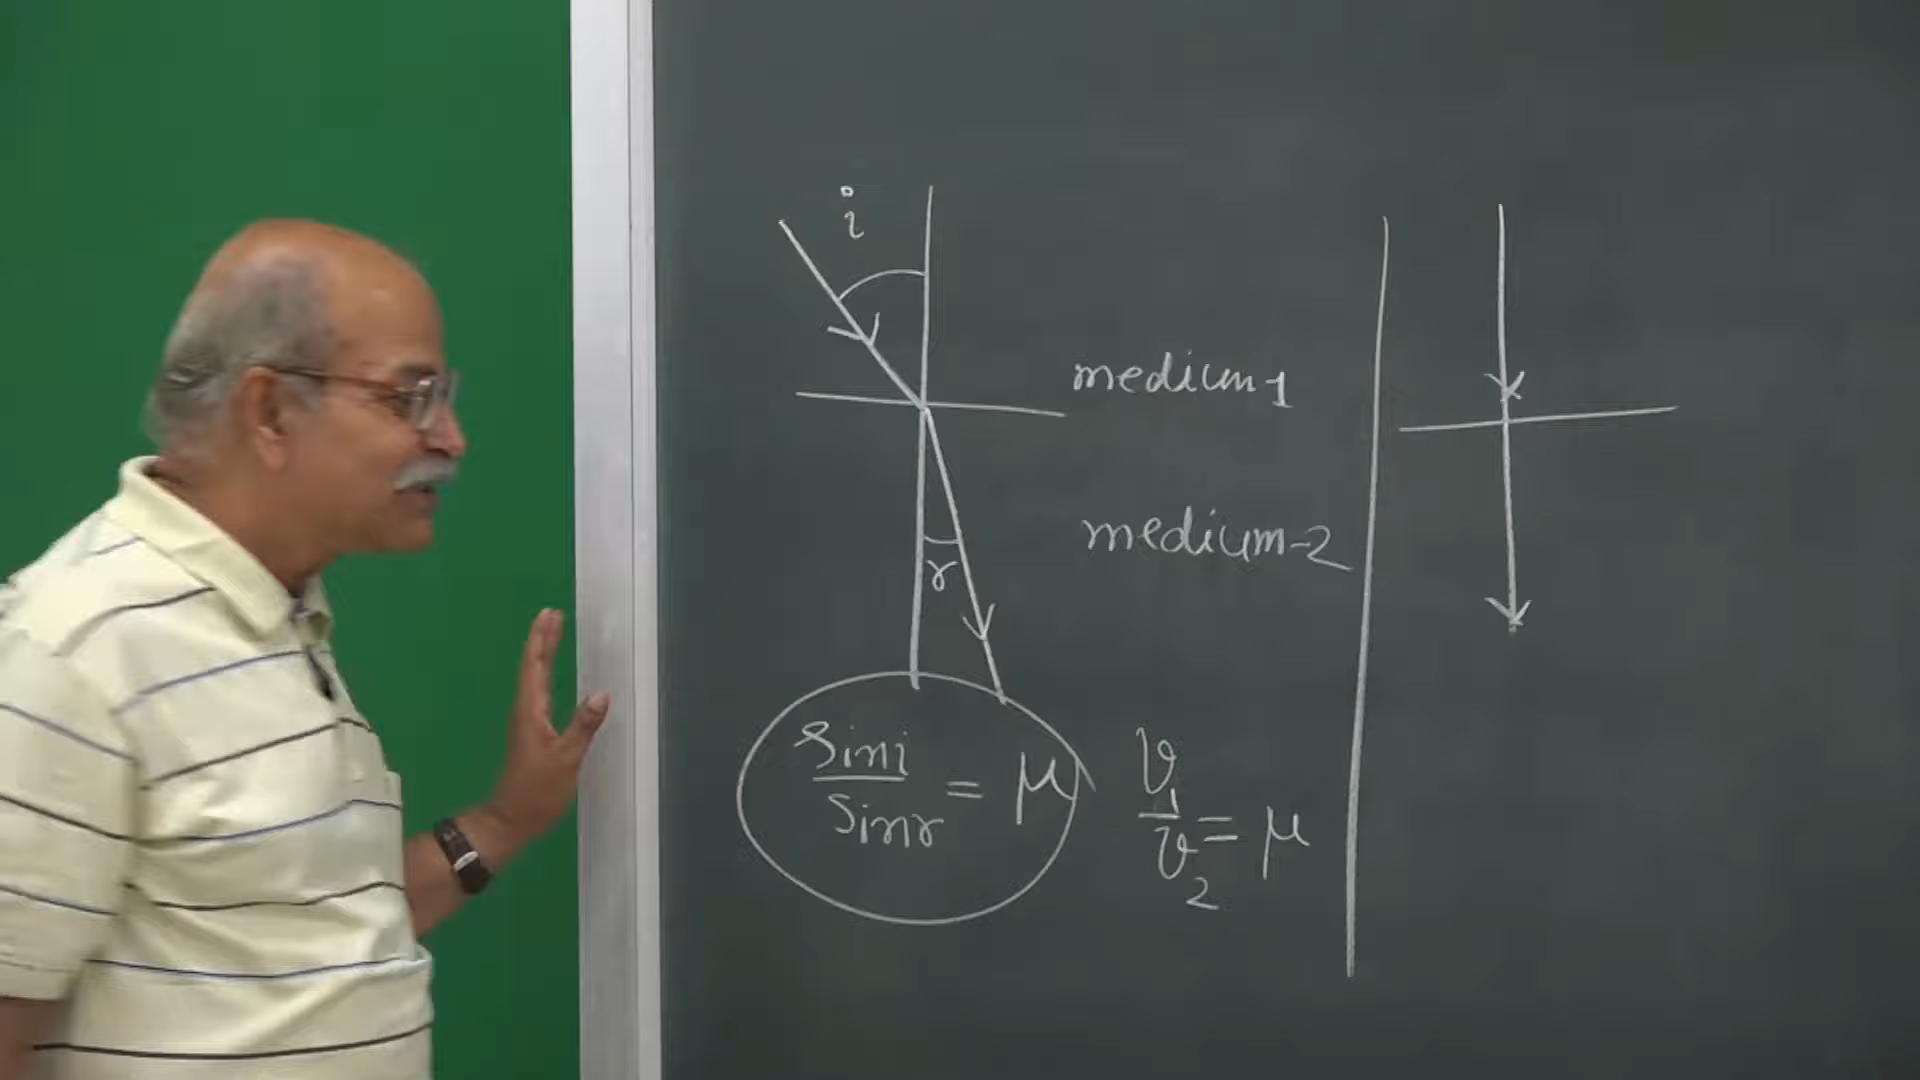 i
medium-1
medium-2
r
sini
sinr
= μ
v1
v2
= μ